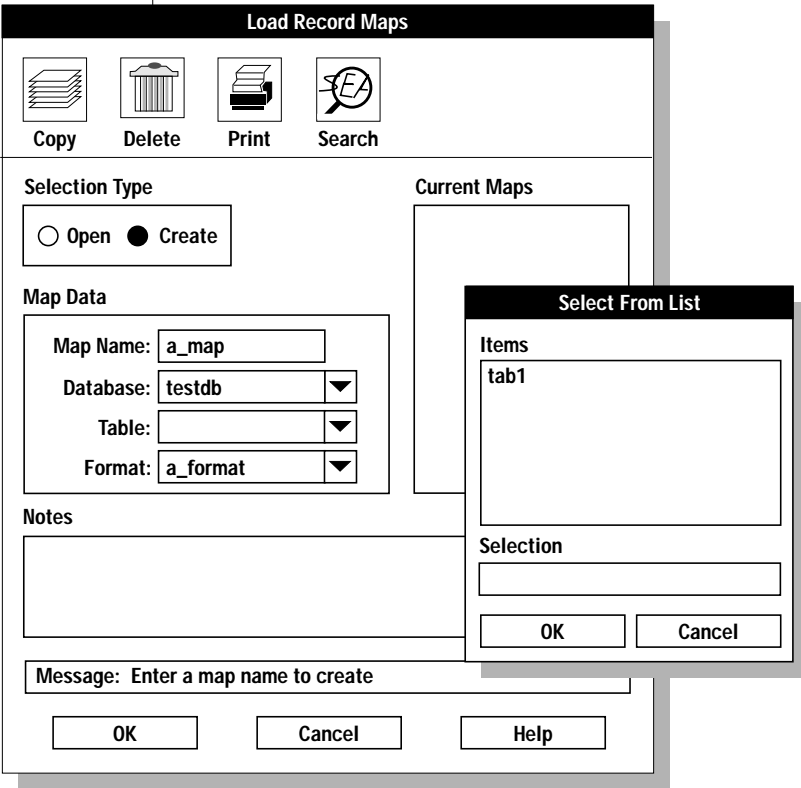 Load Record Maps
SEA
Copy Delete Print Search
Selection Type
Open Create
Current Maps
Map Data
Map Name: a_map
Database: testdb
Table:
Format: a_format
Notes
Message: Enter a map name to create
OK Cancel Help
Select From List
Items
tab1
Selection
OK Cancel